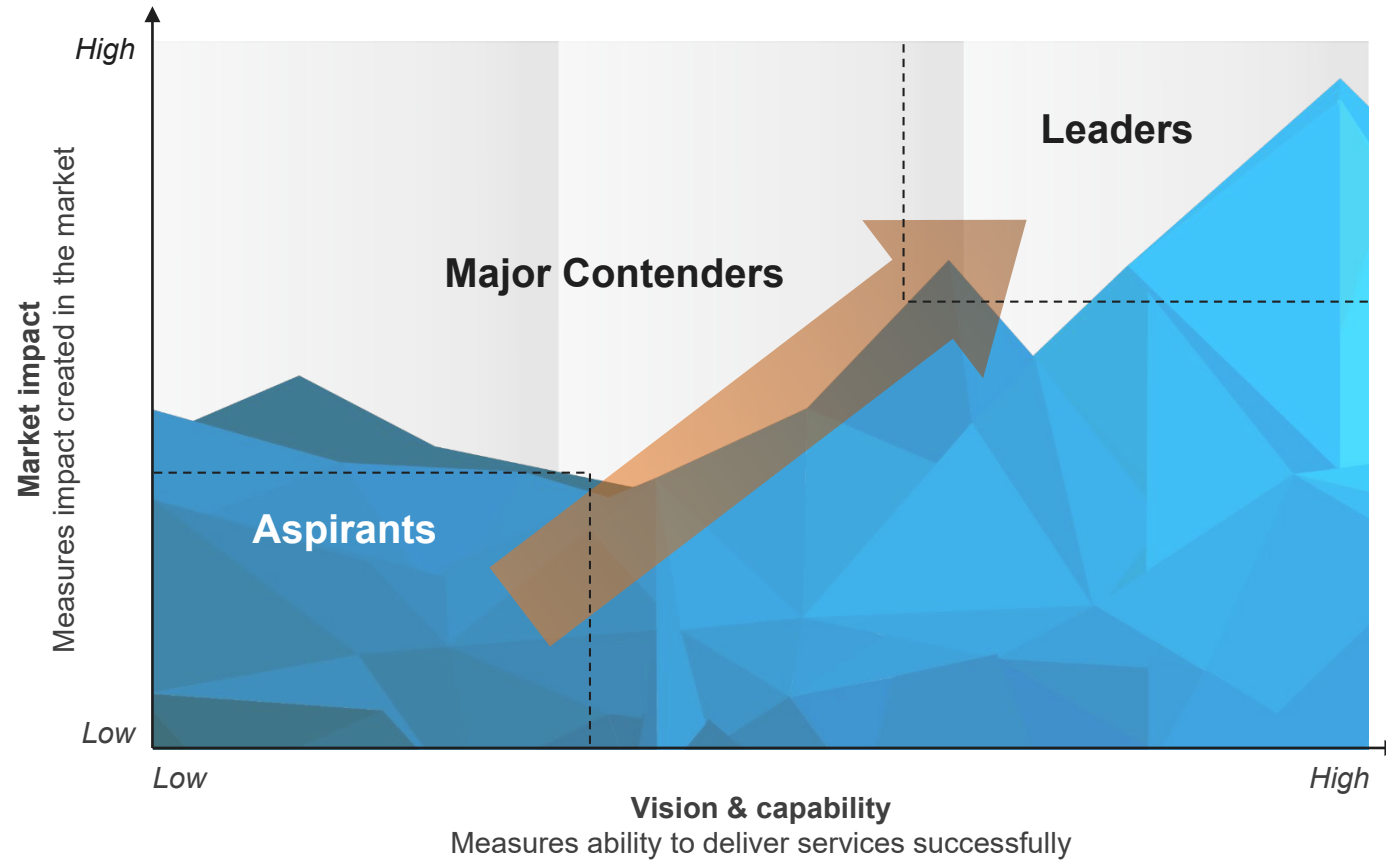 High
Leaders
Major Contenders
Market impact
Measures impact created in the market
Aspirants
Low
Low
High
Vision & capability
Measures ability to deliver services successfully